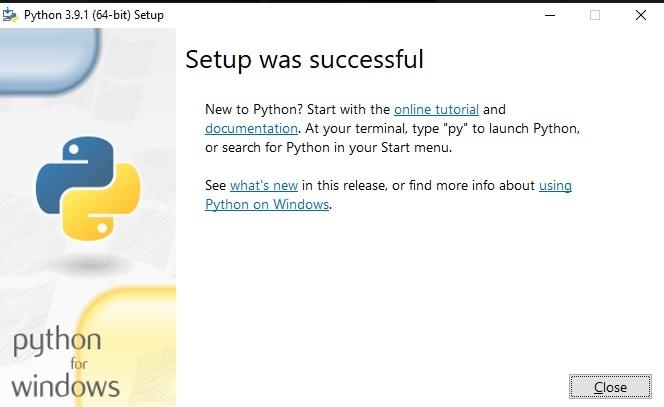 Python 3.9.1 (64-bit) Setup
Setup was successful
New to Python? Start with the online tutorial and
documentation. At your terminal, type "py" to launch Python,
or search for Python in your Start menu.
See what's new in this release, or find more info about using
Python on Windows.
python
for
windows
Close